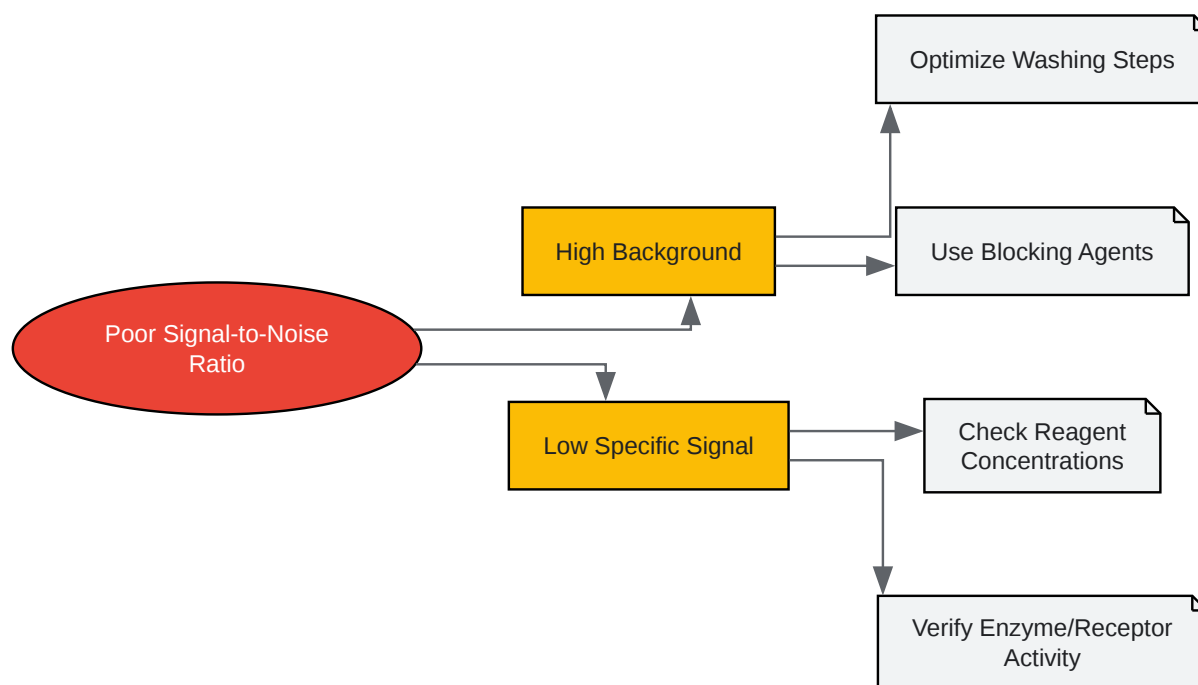 Optimize Washing Steps
High Background
Use Blocking Agents
Poor Signal-to-Noise
Ratio
Low Specific Signal
Check Reagent
Concentrations
Verify Enzyme/Receptor
Activity